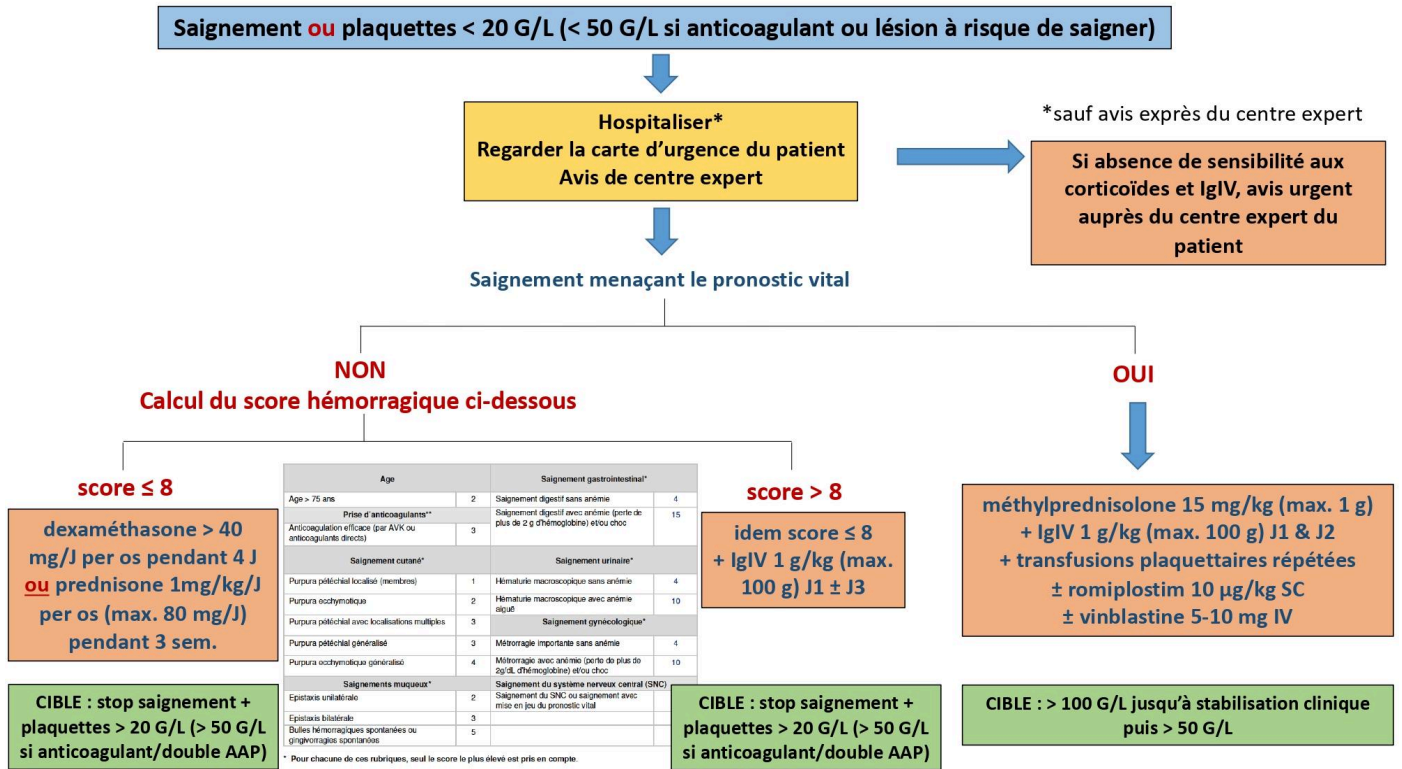 Saignement ou plaquettes < 20 G/L (< 50 G/L si anticoagulant ou lésion à risque de saigner)
Hospitaliser*
Regarder la carte d'urgence du patient
Avis de centre expert
*sauf avis exprès du centre expert
Si absence de sensibilité aux
corticoïdes et IgIV, avis urgent
auprès du centre expert du
patient
Saignement menaçant le pronostic vital
NON
Calcul du score hémorragique ci-dessous
OUI
score ≤ 8
dexaméthasone > 40
mg/J per os pendant 4 J
ou prednisone 1mg/kg/J
per os (max. 80 mg/J)
pendant 3 sem.
CIBLE : stop saignement +
plaquettes > 20 G/L (> 50 G/L
si anticoagulant/double AAP)
Age
Age > 75 ans 2
Prise d'anticoagulants**
Anticoagulation efficace (par AVK ou
anticoagulants directs) 3
Saignement cutané*
Purpura pétéchial localisé (membres) 1
Purpura ecchymotique 2
Purpura pétéchial avec localisations multiples 3
Purpura pétéchial généralisé 3
Purpura ecchymotique généralisé 4
Saignements muqueux*
Epistaxis unilatérale 2
Epistaxis bilatérale 3
Bulles hémorragiques spontanées ou
gingivorragies spontanées 5
Saignement gastrointestinal*
Saignement digestif sans anémie 4
Saignement digestif avec anémie (perte de
plus de 2 g d'hémoglobine) et/ou choc 15
Saignement urinaire*
Hématurie macroscopique sans anémie 4
Hématurie macroscopique avec anémie
aiguë 10
Saignement gynécologique*
Métrorragie importante sans anémie 4
Métrorragie avec anémie (perte de plus de
2g/dL d'hémoglobine) et/ou choc 10
Saignement du système nerveux central (SNC)
Saignement du SNC ou saignement avec
mise en jeu du pronostic vital
* Pour chacune de ces rubriques, seul le score le plus élevé est pris en compte.
score > 8
idem score ≤ 8
+ IgIV 1 g/kg (max.
100 g) J1 ± J3
CIBLE : stop saignement +
plaquettes > 20 G/L (> 50 G/L
si anticoagulant/double AAP)
méthylprednisolone 15 mg/kg (max. 1 g)
+ IgIV 1 g/kg (max. 100 g) J1 & J2
+ transfusions plaquettaires répétées
± romiplostim 10 µg/kg SC
± vinblastine 5-10 mg IV
CIBLE : > 100 G/L jusqu'à stabilisation clinique
puis > 50 G/L